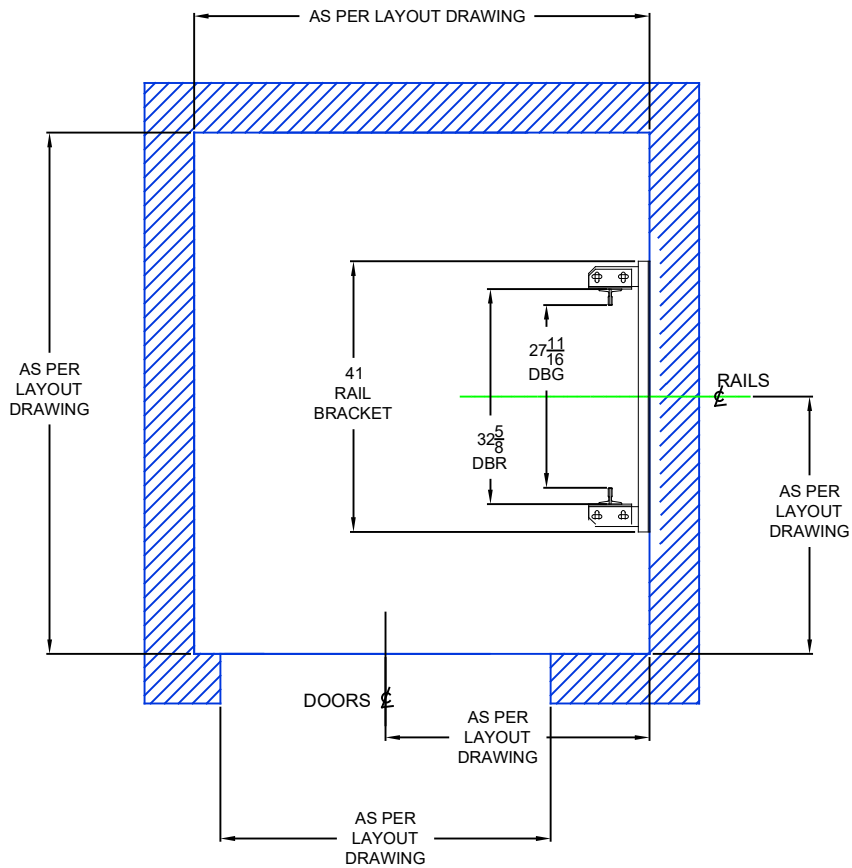 AS PER LAYOUT DRAWING
AS PER
LAYOUT
DRAWING
41
RAIL
BRACKET
27 11/16
DBG
32 5/8
DBR
℄ RAILS
AS PER
LAYOUT
DRAWING
DOORS ℄
AS PER
LAYOUT
DRAWING
AS PER
LAYOUT
DRAWING